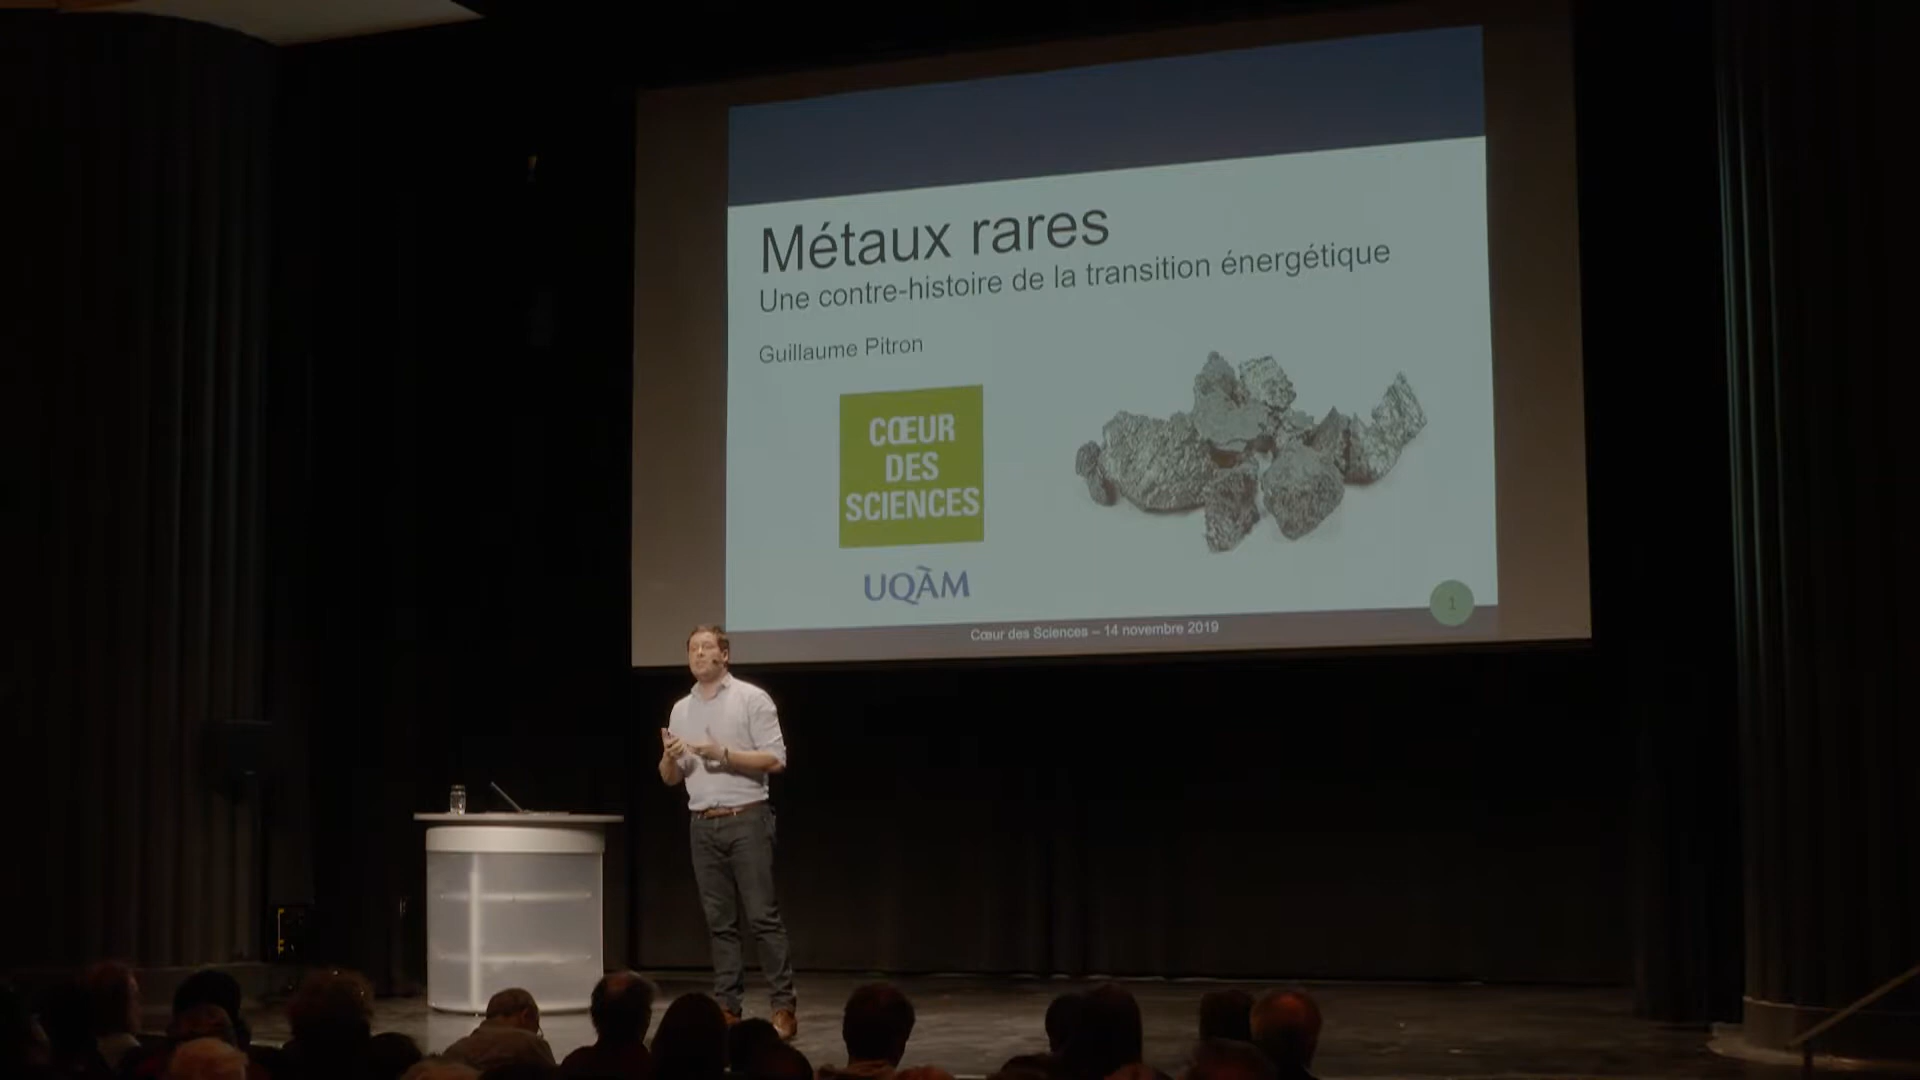 Métaux rares
Une contre-histoire de la transition énergétique
Guillaume Pitron
CŒUR
DES
SCIENCES
UQÀM
1
Cœur des Sciences – 14 novembre 2019